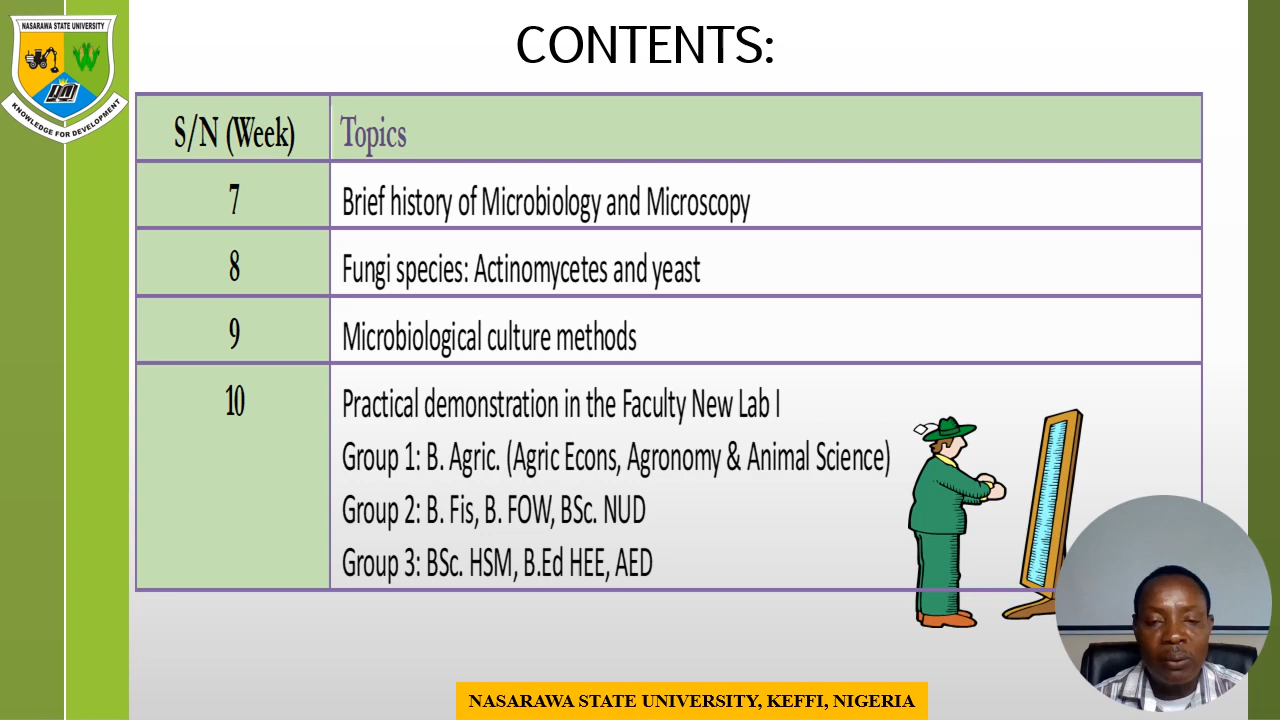 NASARAWA STATE UNIVERSITY
KNOWLEDGE FOR DEVELOPMENT
CONTENTS:
S/N (Week) Topics
7 Brief history of Microbiology and Microscopy
8 Fungi species: Actinomycetes and yeast
9 Microbiological culture methods
10 Practical demonstration in the Faculty New Lab I
Group 1: B. Agric. (Agric Econs, Agronomy & Animal Science)
Group 2: B. Fis, B. FOW, BSc. NUD
Group 3: BSc. HSM, B.Ed HEE, AED
NASARAWA STATE UNIVERSITY, KEFFI, NIGERIA